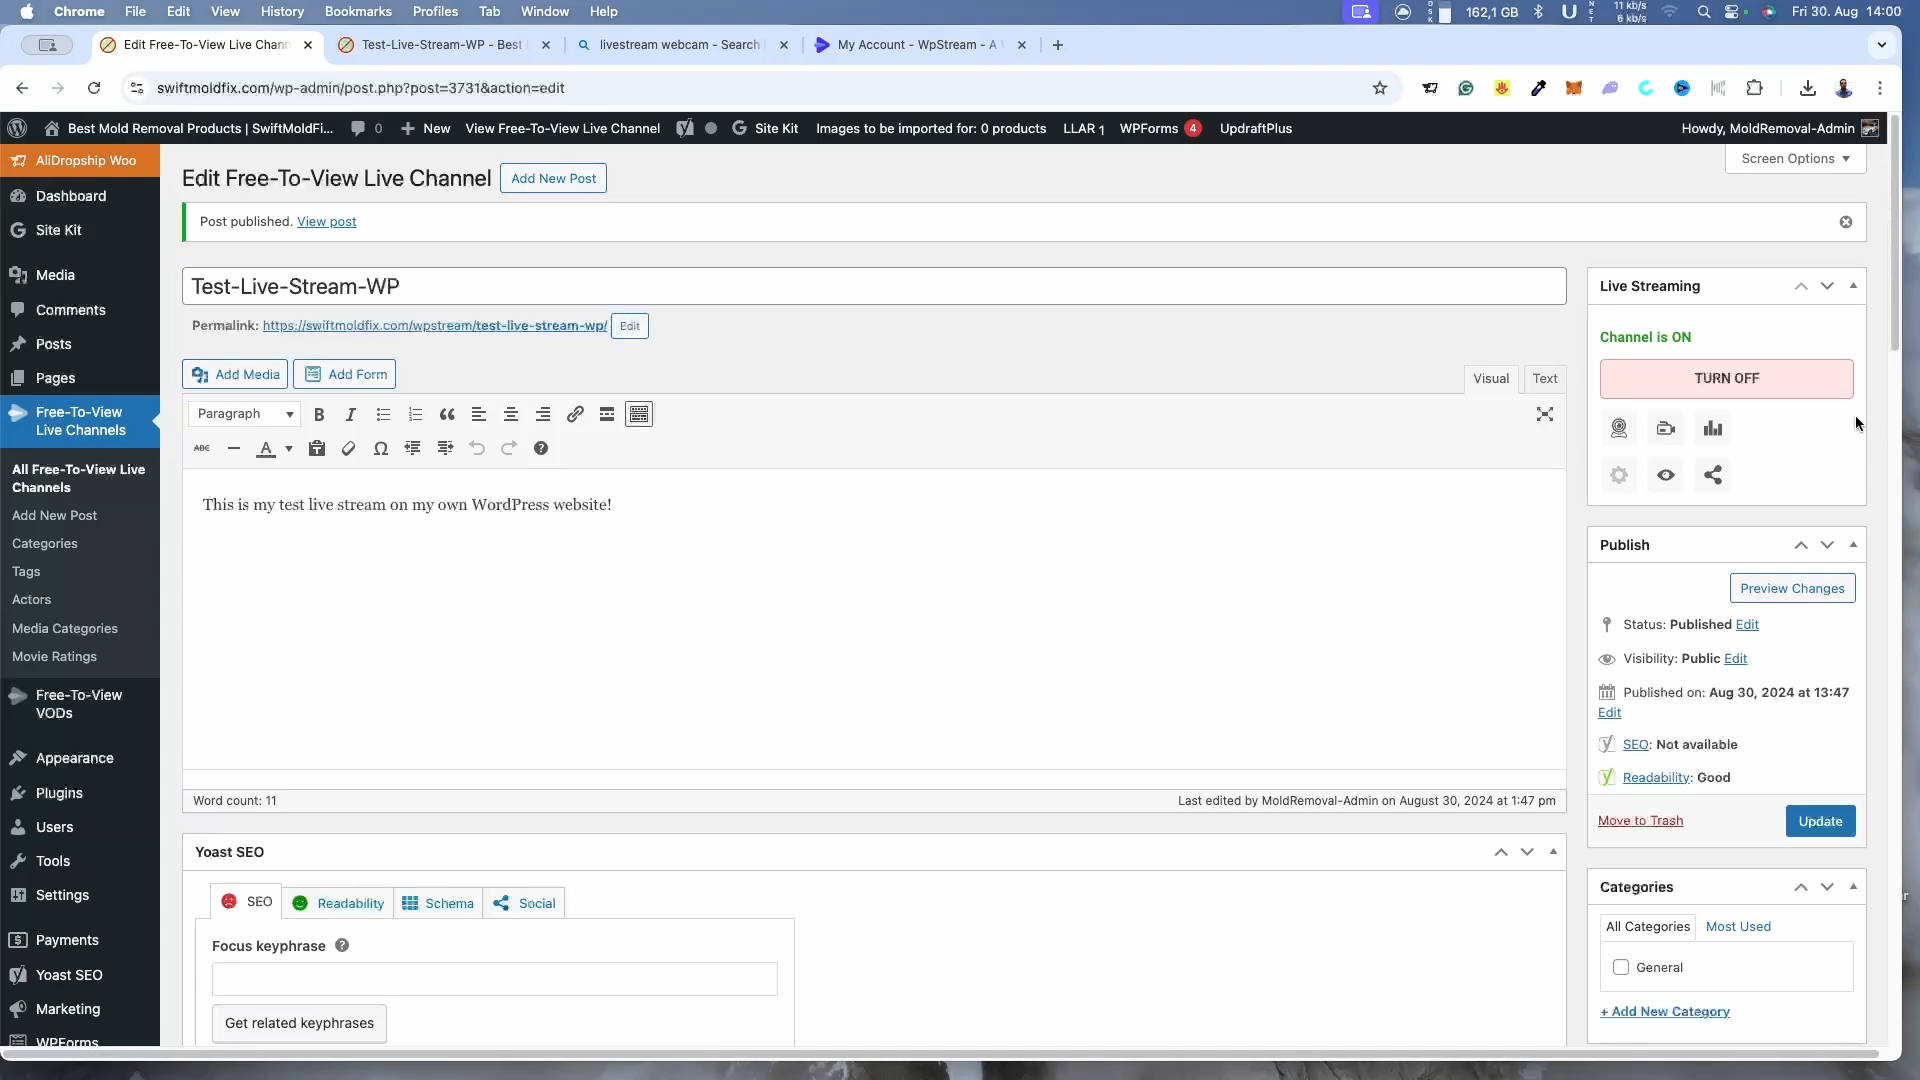 Chrome File Edit View History Bookmarks Profiles Tab Window Help 162,1 GB 11 kb/s 6 kb/s Fri 30. Aug 14:00
Edit Free-To-View Live Chann Test-Live-Stream-WP - Best livestream webcam - Search My Account - WpStream - A
swiftmoldfix.com/wp-admin/post.php?post=3731&action=edit
Best Mold Removal Products | SwiftMoldFi... 0 New View Free-To-View Live Channel Site Kit Images to be imported for: 0 products LLAR 1 WPForms 4 UpdraftPlus Howdy, MoldRemoval-Admin
AliDropship Woo
Dashboard
Site Kit
Media
Comments
Posts
Pages
Free-To-View
Live Channels
All Free-To-View Live
Channels
Add New Post
Categories
Tags
Actors
Media Categories
Movie Ratings
Free-To-View
VODs
Appearance
Plugins
Users
Tools
Settings
Payments
Yoast SEO
Marketing
WPForms
Screen Options
Edit Free-To-View Live Channel Add New Post
Post published. View post
Test-Live-Stream-WP
Permalink: https://swiftmoldfix.com/wpstream/test-live-stream-wp/ Edit
Add Media Add Form
Visual Text
Paragraph
ABC
This is my test live stream on my own WordPress website!
Word count: 11 Last edited by MoldRemoval-Admin on August 30, 2024 at 1:47 pm
Yoast SEO
SEO Readability Schema Social
Focus keyphrase
Get related keyphrases
Live Streaming
Channel is ON
TURN OFF
Publish
Preview Changes
Status: Published Edit
Visibility: Public Edit
Published on: Aug 30, 2024 at 13:47
Edit
SEO: Not available
Readability: Good
Move to Trash Update
Categories
All Categories Most Used
General
+ Add New Category